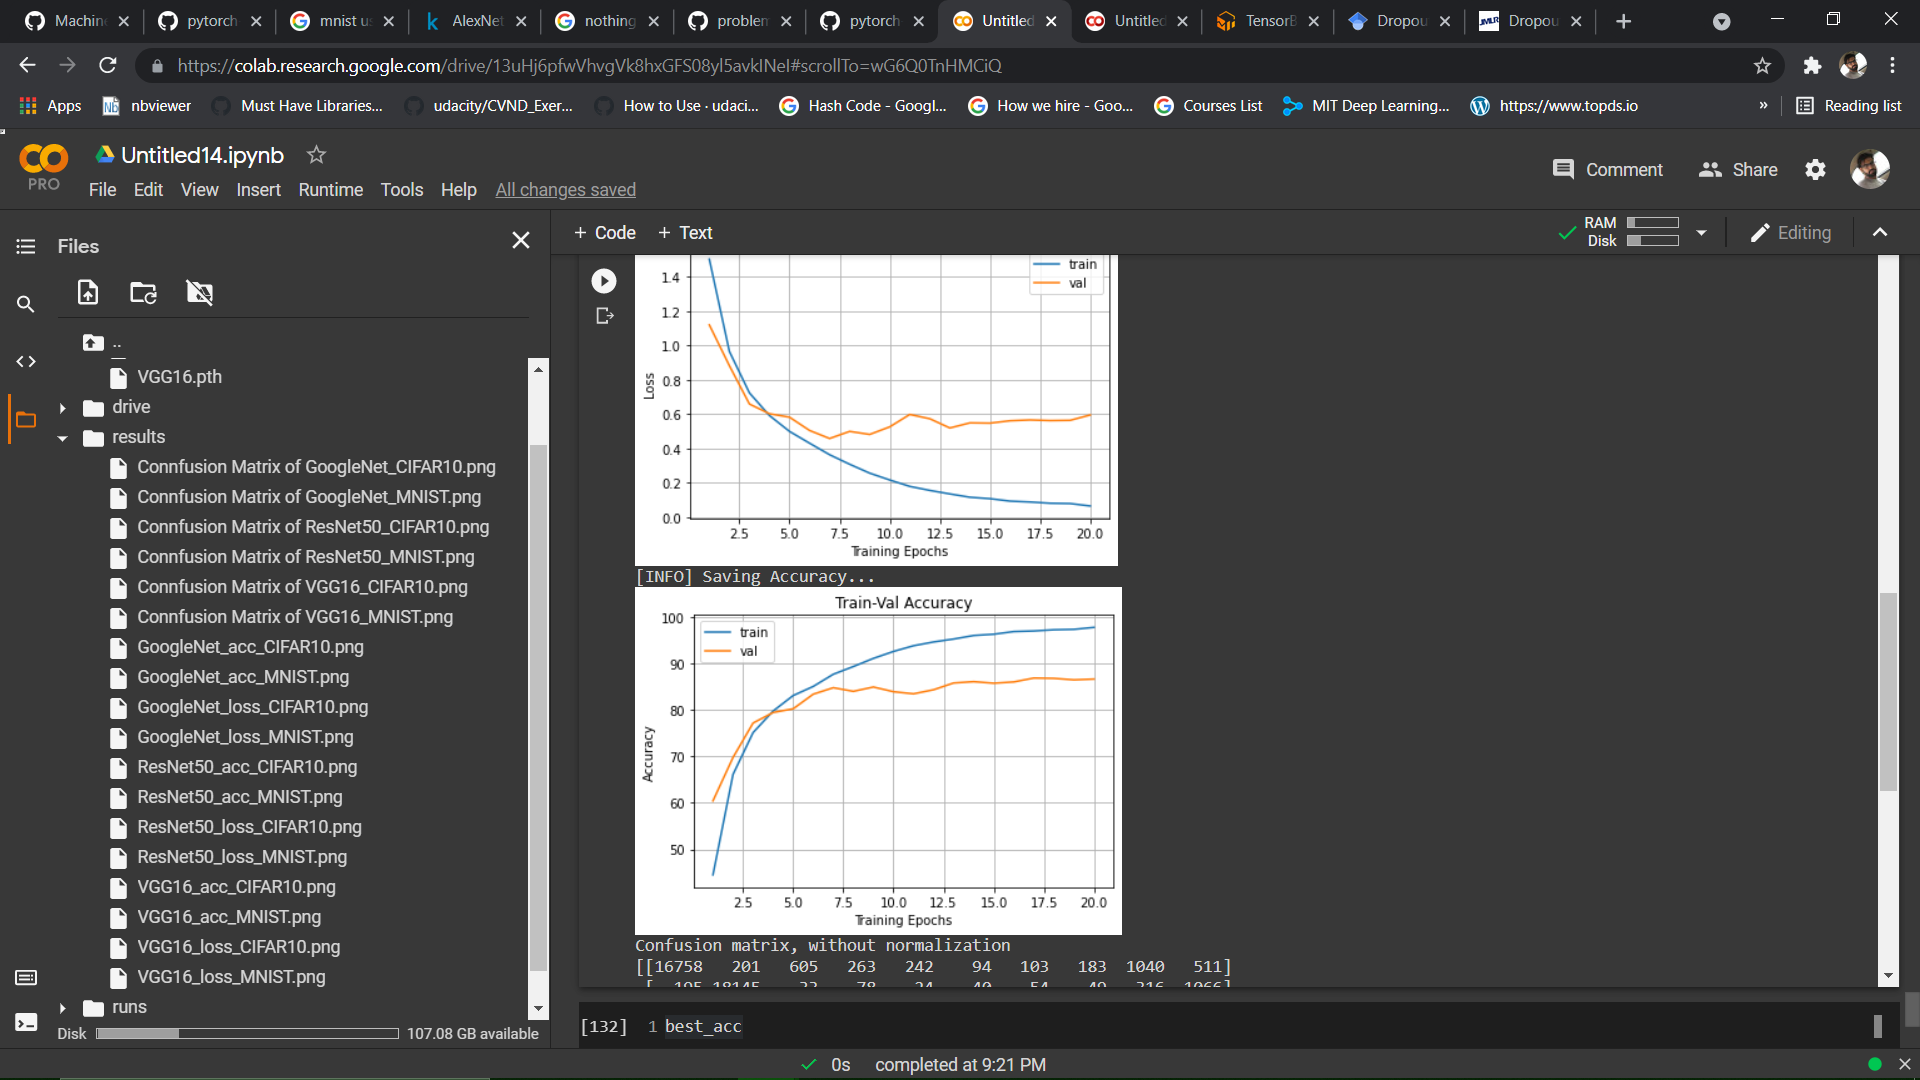 Machin
pytorch
mnist us
AlexNet
nothing
problem
pytorch
Untitled
Untitled
TensorB
Dropou
JMLR Dropou
https://colab.research.google.com/drive/13uHj6pfwVhvgVk8hxGFS08yl5avkINeI#scrollTo=wG6Q0TnHMCiQ
Apps
nbviewer
Must Have Libraries...
udacity/CVND_Exer...
How to Use · udaci...
Hash Code - Googl...
How we hire - Goo...
Courses List
MIT Deep Learning...
https://www.topds.io
»
Reading list
PRO
Untitled14.ipynb
File Edit View Insert Runtime Tools Help All changes saved
Comment
Share
Files
+ Code + Text
RAM
Disk
Editing
..
VGG16.pth
drive
results
Connfusion Matrix of GoogleNet_CIFAR10.png
Connfusion Matrix of GoogleNet_MNIST.png
Connfusion Matrix of ResNet50_CIFAR10.png
Connfusion Matrix of ResNet50_MNIST.png
Connfusion Matrix of VGG16_CIFAR10.png
Connfusion Matrix of VGG16_MNIST.png
GoogleNet_acc_CIFAR10.png
GoogleNet_acc_MNIST.png
GoogleNet_loss_CIFAR10.png
GoogleNet_loss_MNIST.png
ResNet50_acc_CIFAR10.png
ResNet50_acc_MNIST.png
ResNet50_loss_CIFAR10.png
ResNet50_loss_MNIST.png
VGG16_acc_CIFAR10.png
VGG16_acc_MNIST.png
VGG16_loss_CIFAR10.png
VGG16_loss_MNIST.png
runs
Disk
107.08 GB available
train
val
1.4
1.2
1.0
0.8
0.6
0.4
0.2
0.0
Loss
2.5 5.0 7.5 10.0 12.5 15.0 17.5 20.0
Training Epochs
[INFO] Saving Accuracy...
Train-Val Accuracy
train
val
100
90
80
70
60
50
Accuracy
2.5 5.0 7.5 10.0 12.5 15.0 17.5 20.0
Training Epochs
Confusion matrix, without normalization
[[16758 201 605 263 242 94 103 183 1040 511]
[132] 1 best_acc
0s completed at 9:21 PM